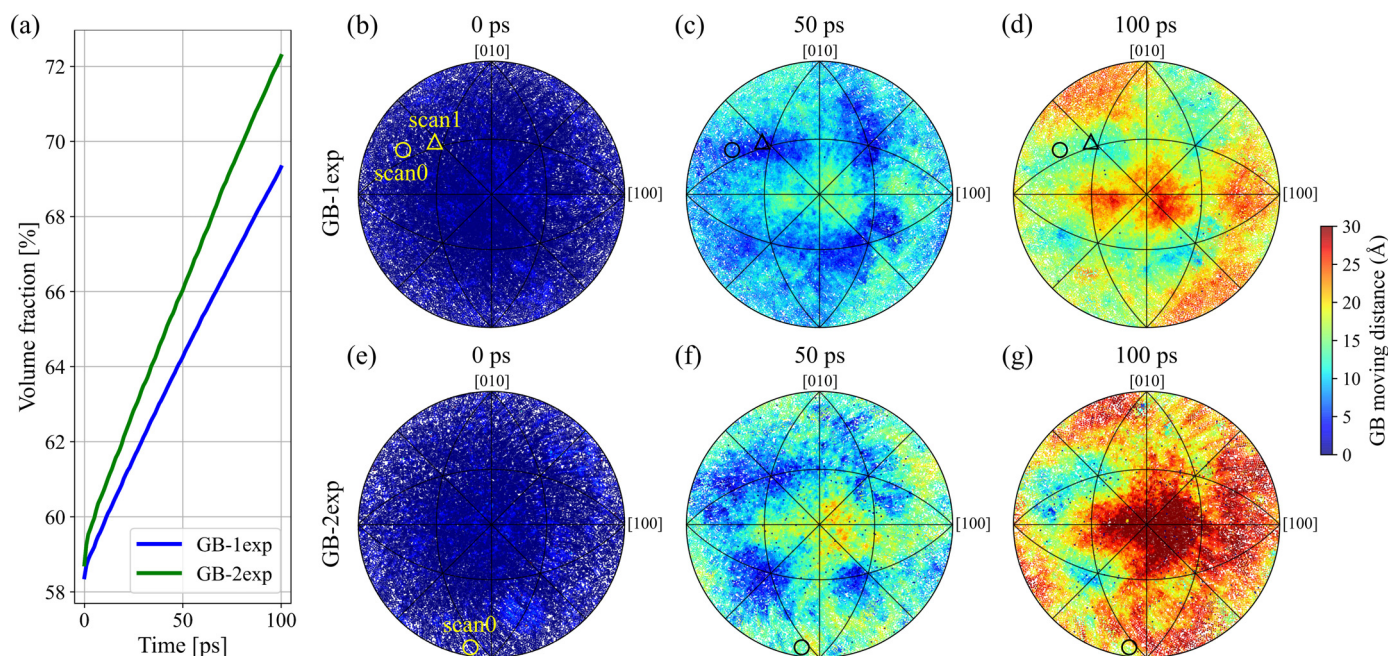 (a)
72
70
68
66
64
62
60
58
0
50
100
Volume fraction [%]
Time [ps]
GB-1exp
GB-2exp
(b)
0 ps
[010]
scan1
scan0
[100]
GB-1exp
(c)
50 ps
[010]
[100]
(d)
100 ps
[010]
[100]
(e)
0 ps
[010]
scan0
[100]
GB-2exp
(f)
50 ps
[010]
[100]
(g)
100 ps
[010]
[100]
30
25
20
15
10
5
0
GB moving distance (Å)